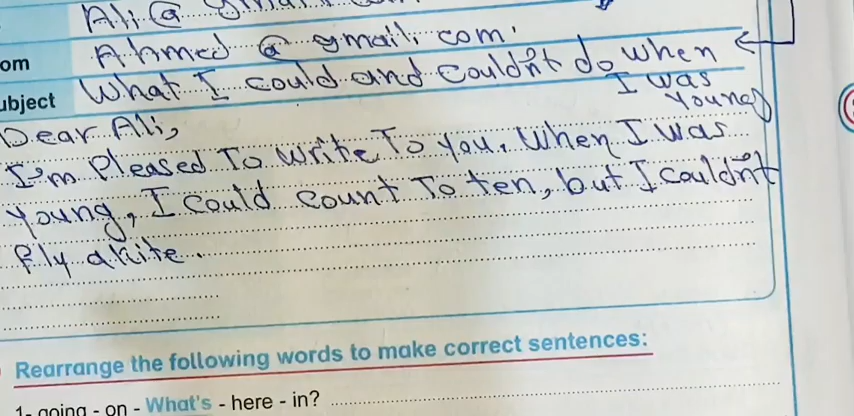 Ali @ gmail. com
om Ahmed @ gmail. com.
ubject What I could and couldn't do when
I was
young
Dear Ali,
I'm Pleased To write To you. When I was
young, I could count To ten, but I couldn't
fly a kite.
Rearrange the following words to make correct sentences:
1- going - on - What's - here - in?